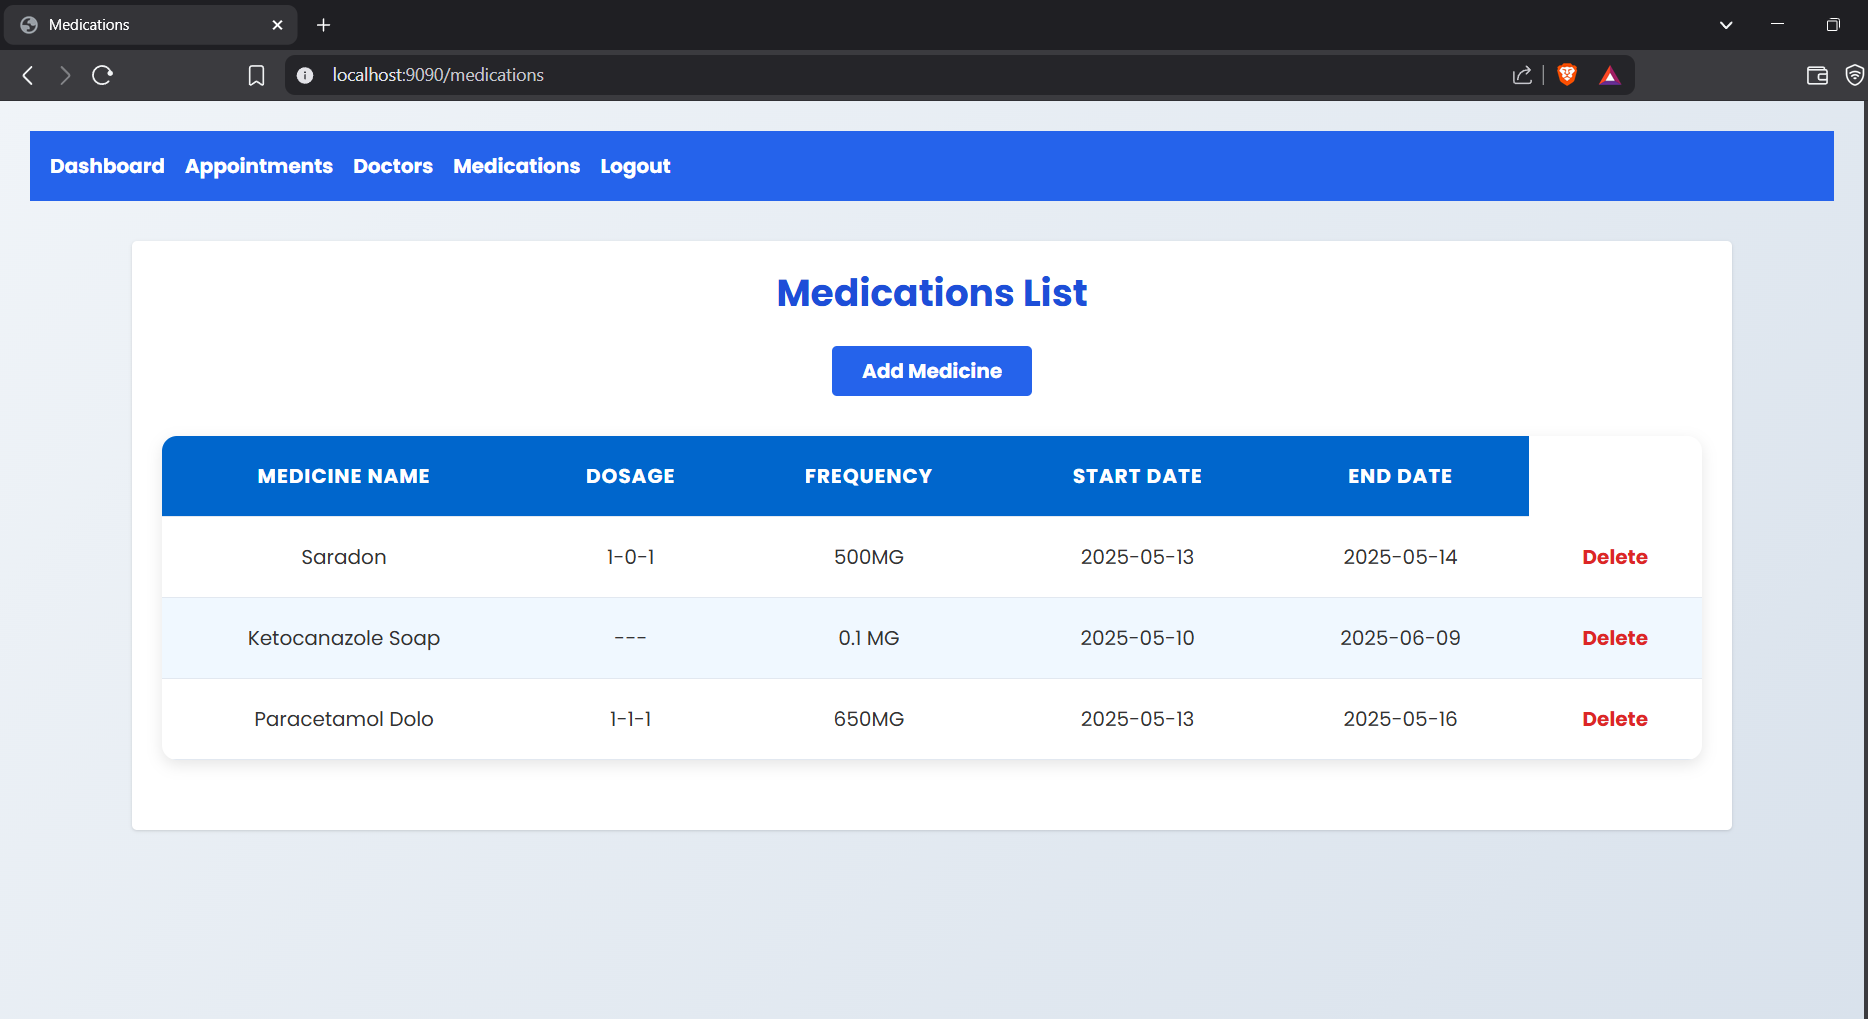 Medications
localhost:9090/medications
Dashboard Appointments Doctors Medications Logout
Medications List
Add Medicine
MEDICINE NAME DOSAGE FREQUENCY START DATE END DATE
Saradon 1-0-1 500MG 2025-05-13 2025-05-14 Delete
Ketocanazole Soap --- 0.1 MG 2025-05-10 2025-06-09 Delete
Paracetamol Dolo 1-1-1 650MG 2025-05-13 2025-05-16 Delete